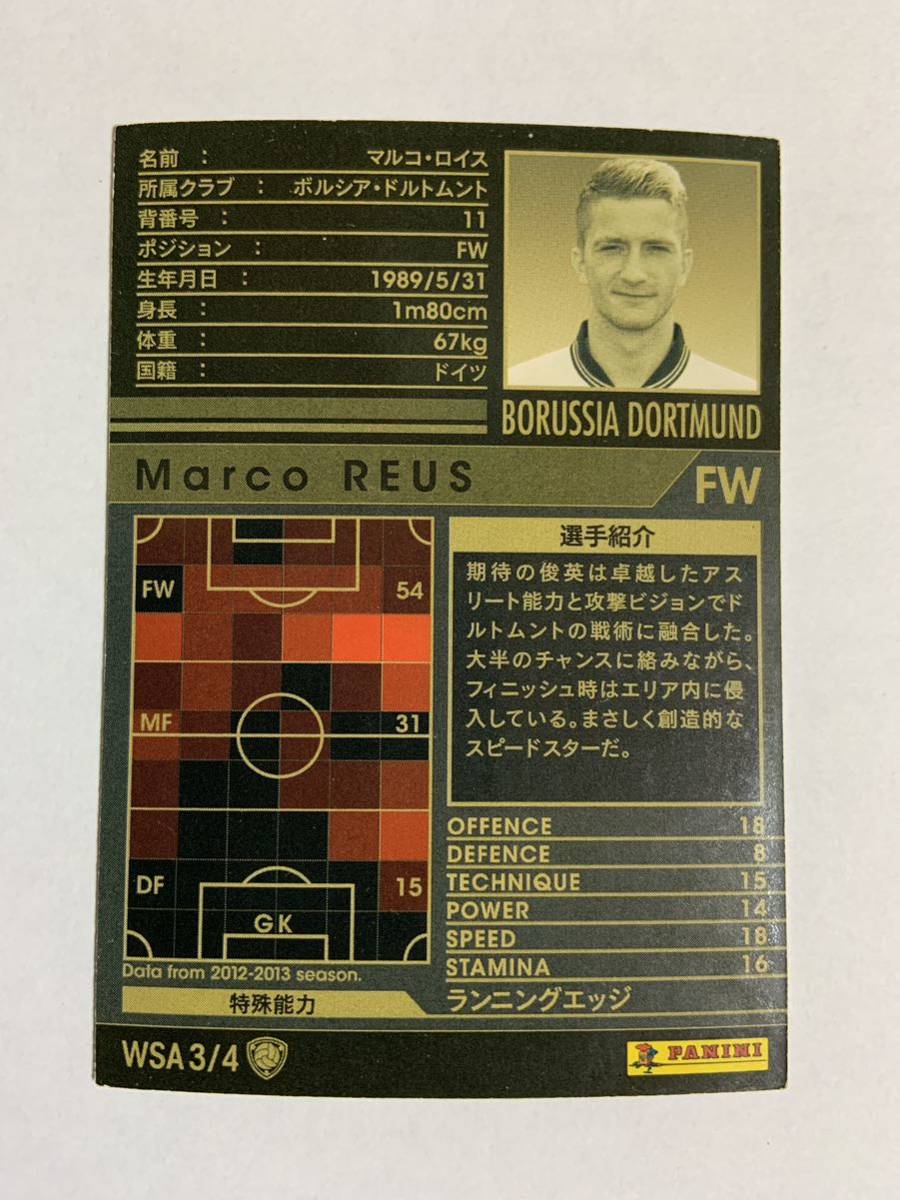 名前 ： マルコ・ロイス
所属クラブ ： ボルシア・ドルトムント
背番号 ： 11
ポジション ： FW
生年月日 ： 1989/5/31
身長 ： 1m80cm
体重 ： 67kg
国籍 ： ドイツ
BORUSSIA DORTMUND
Marco REUS
FW
FW 54
MF 31
DF 15
GK
Data from 2012-2013 season.
選手紹介
期待の俊英は卓越したアス
リート能力と攻撃ビジョンでド
ルトムントの戦術に融合した。
大半のチャンスに絡みながら、
フィニッシュ時はエリア内に侵
入している。まさしく創造的な
スピードスターだ。
OFFENCE 18
DEFENCE 8
TECHNIQUE 15
POWER 14
SPEED 18
STAMINA 16
特殊能力 ランニングエッジ
WSA 3/4
PANINI